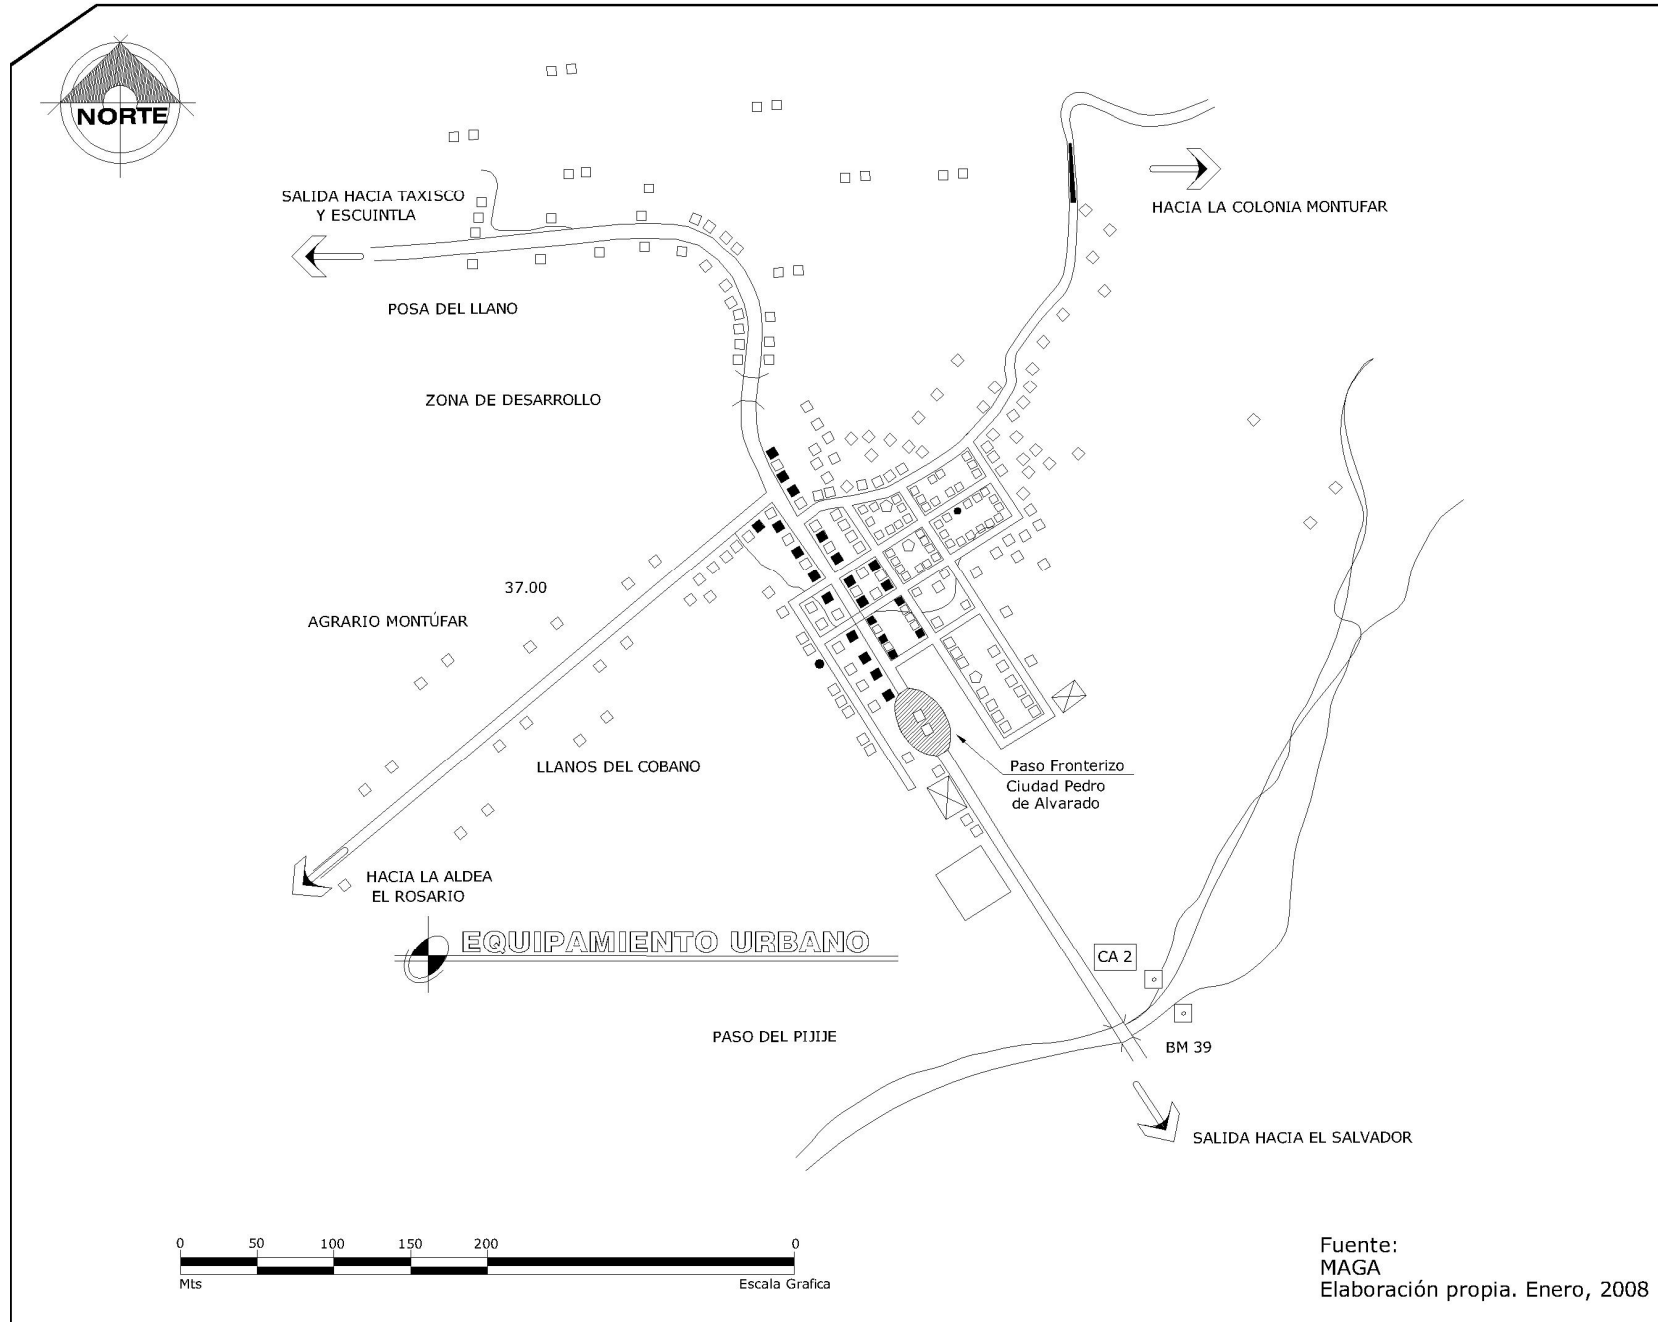 NORTE
SALIDA HACIA TAXISCO
Y ESCUINTLA
HACIA LA COLONIA MONTUFAR
POSA DEL LLANO
ZONA DE DESARROLLO
37.00
AGRARIO MONTÚFAR
LLANOS DEL COBANO
Paso Fronterizo
Ciudad Pedro
de Alvarado
HACIA LA ALDEA
EL ROSARIO
EQUIPAMIENTO URBANO
CA 2
PASO DEL PIJIJE
BM 39
SALIDA HACIA EL SALVADOR
0 50 100 150 200 0
Mts Escala Grafica
Fuente:
MAGA
Elaboración propia. Enero, 2008